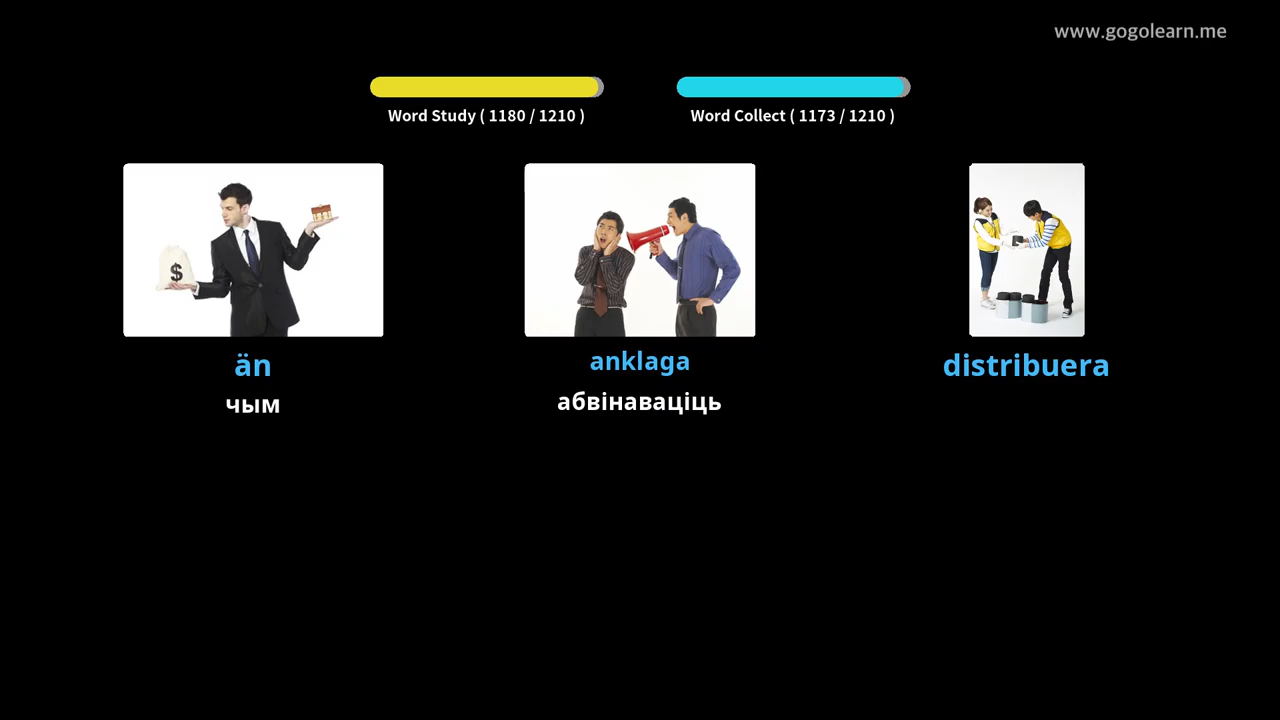 www.gogolearn.me
Word Study ( 1180 / 1210 )
Word Collect ( 1173 / 1210 )
$
än
anklaga
distribuera
чым
абвінаваціць